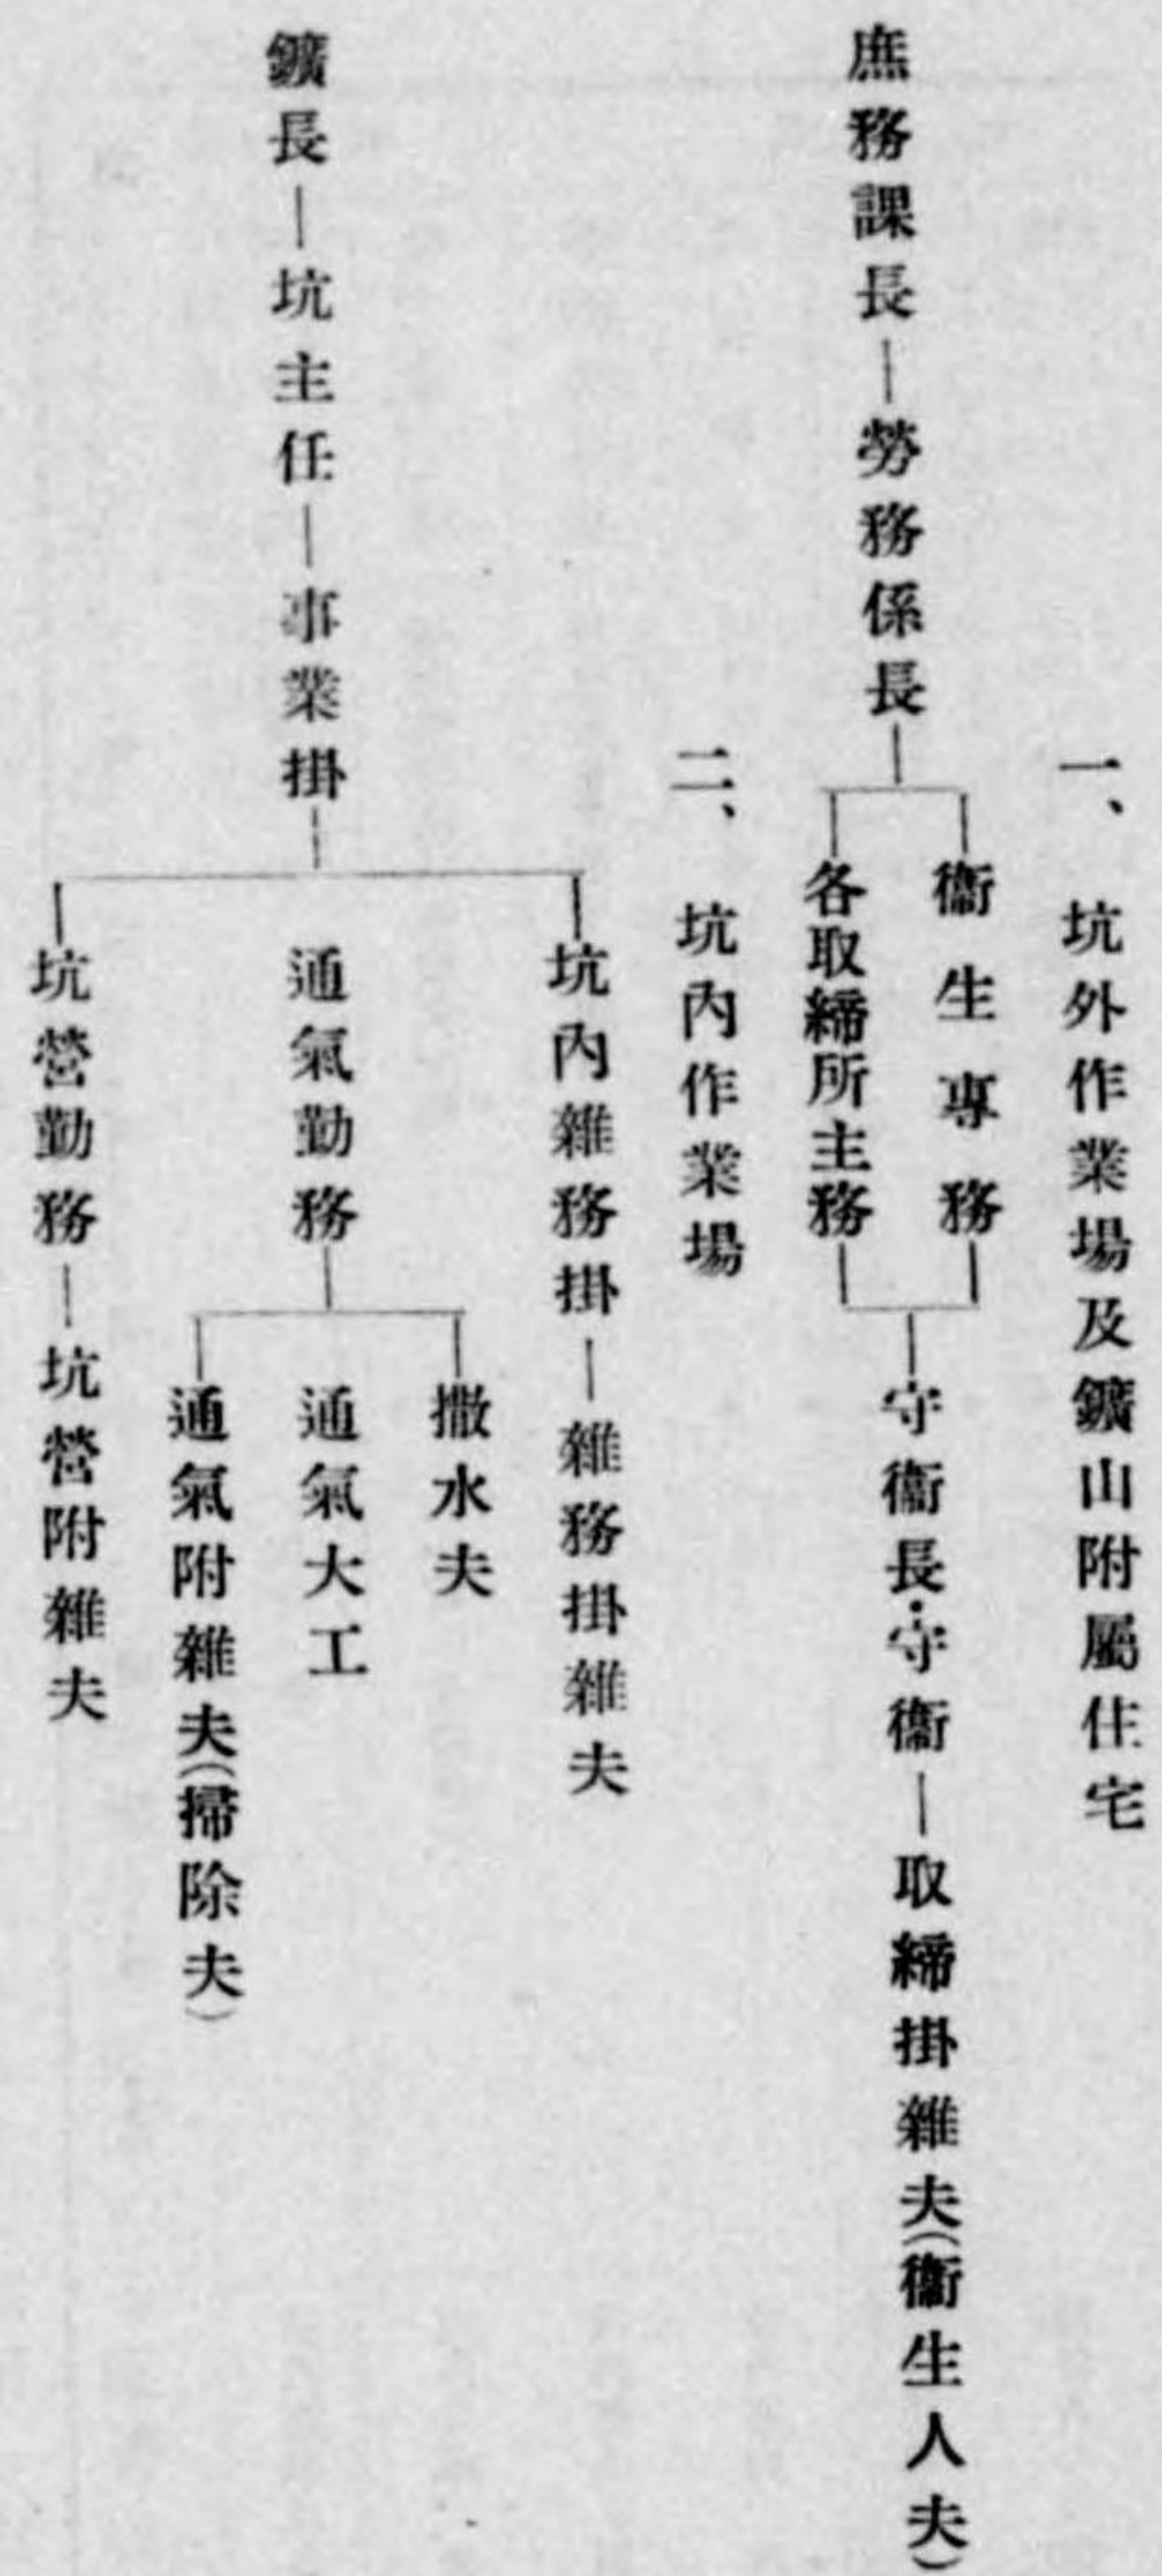 一、坑外作業場及鑛山附屬住宅
庶務課長―勞務係長
衞生專務
各取締所主務
守衞長・守衞―取締掛雜夫(衞生人夫)
二、坑內作業場
鑛長―坑主任―事業掛
坑內雜務掛―雜務掛雜夫
通氣勤務
撒水夫
通氣大工
通氣附雜夫(掃除夫)
坑營勤務―坑營附雜夫